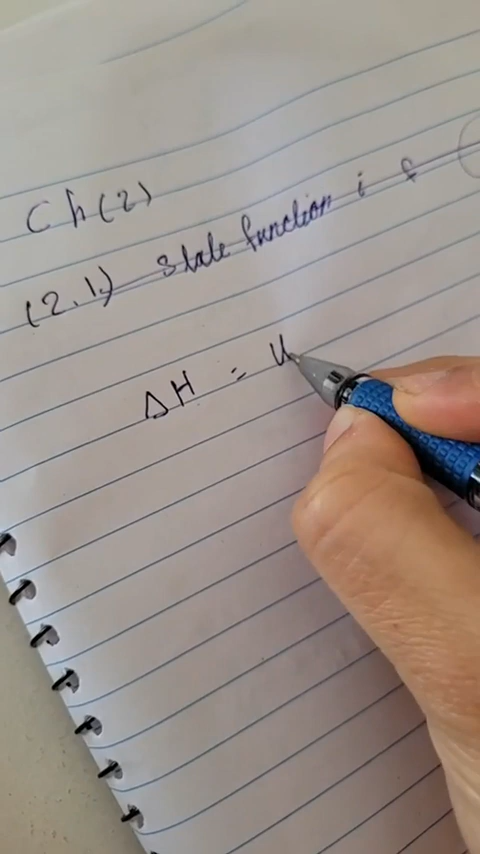 Ch(2)
(2.1) State function i f
ΔH = U